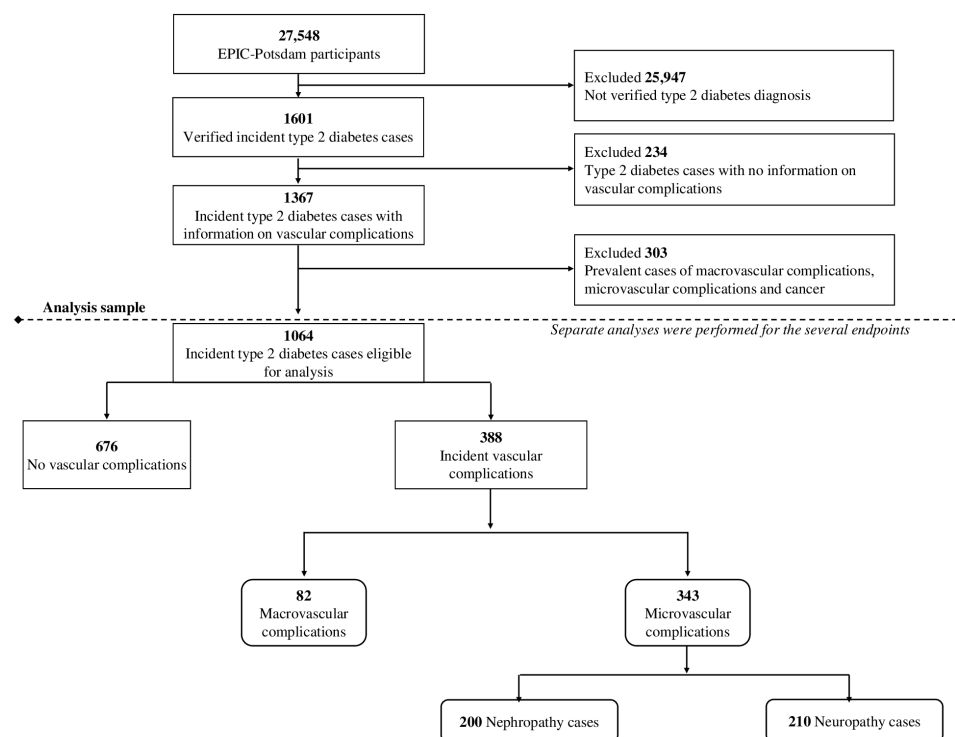 27,548
EPIC-Potsdam participants
Excluded 25,947
Not verified type 2 diabetes diagnosis
1601
Verified incident type 2 diabetes cases
Excluded 234
Type 2 diabetes cases with no information on
vascular complications
1367
Incident type 2 diabetes cases with
information on vascular complications
Excluded 303
Prevalent cases of macrovascular complications,
microvascular complications and cancer
Analysis sample
Separate analyses were performed for the several endpoints
1064
Incident type 2 diabetes cases eligible
for analysis
676
No vascular complications
388
Incident vascular
complications
82
Macrovascular
complications
343
Microvascular
complications
200 Nephropathy cases
210 Neuropathy cases